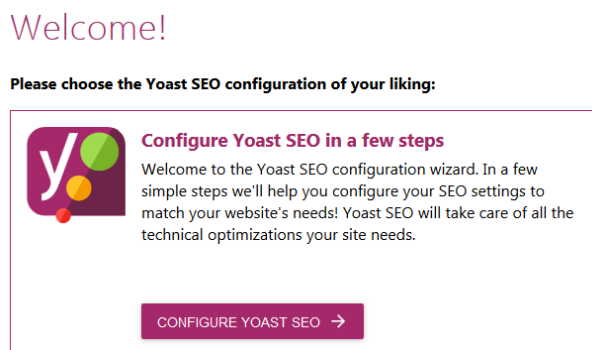 Welcome!
Please choose the Yoast SEO configuration of your liking:
y
Configure Yoast SEO in a few steps
Welcome to the Yoast SEO configuration wizard. In a few
simple steps we'll help you configure your SEO settings to
match your website's needs! Yoast SEO will take care of all the
technical optimizations your site needs.
CONFIGURE YOAST SEO →